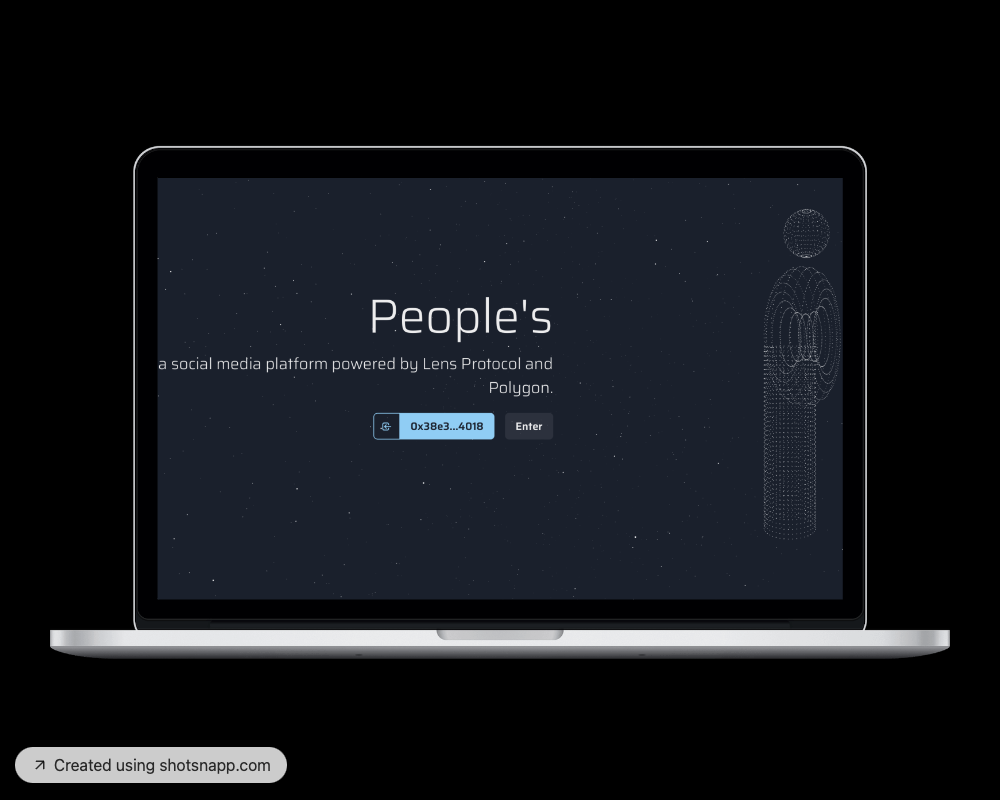 People's
a social media platform powered by Lens Protocol and
Polygon.
0x38e3...4018 Enter
Created using shotsnapp.com